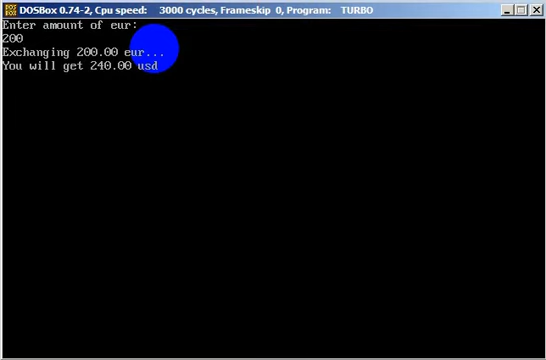 DOSBox 0.74-2, Cpu speed: 3000 cycles, Frameskip 0, Program: TURBO
Enter amount of eur:
200
Exchanging 200.00 eur...
You will get 240.00 usd